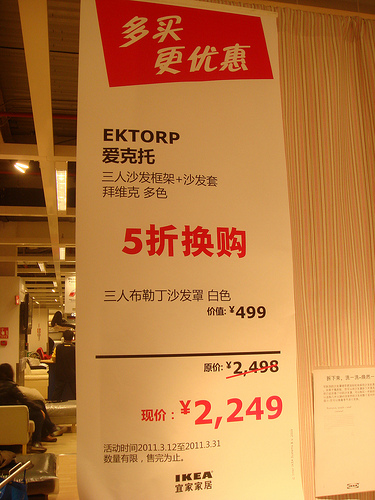 多买
更优惠
EKTORP
爱克托
三人沙发框架+沙发套
拜维克 多色
5折换购
三人布勒丁沙发罩 白色
价值:¥499
原价:¥2,498
现价:¥2,249
活动时间2011.3.12至2011.3.31
数量有限，售完为止。
IKEA
宜家家居